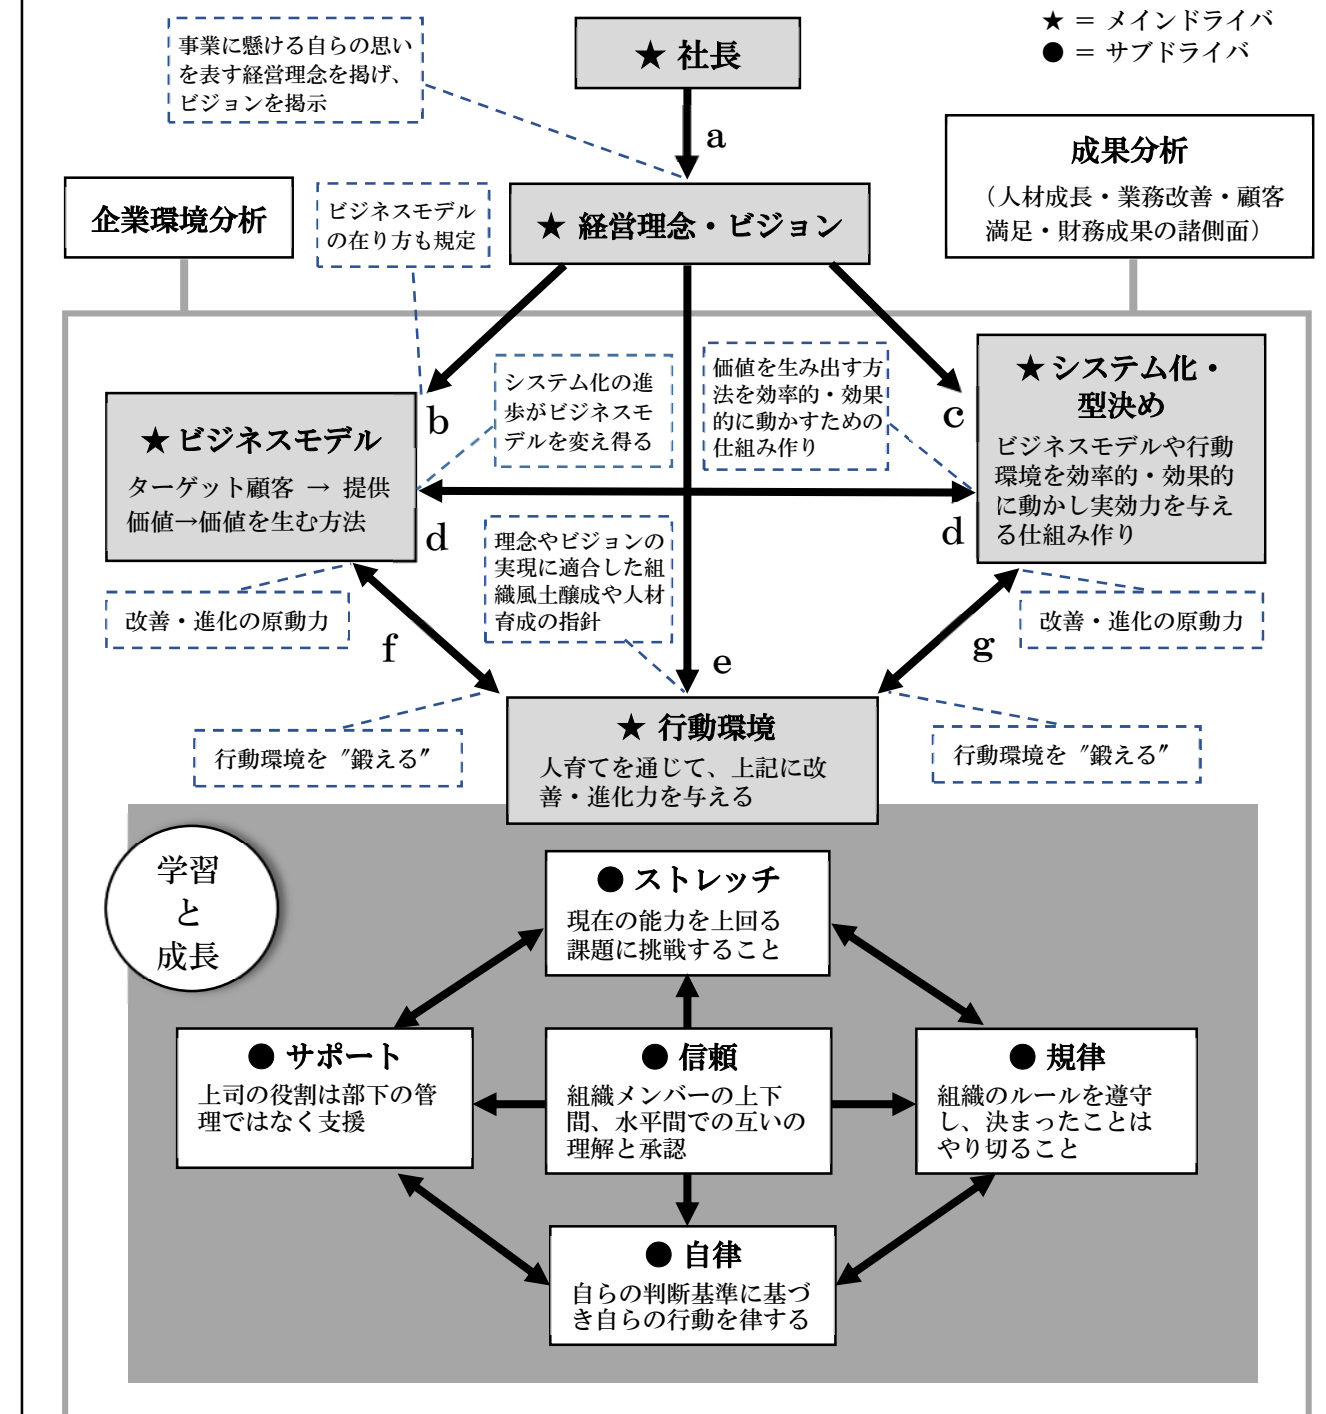 ★ ＝ メインドライバ
● ＝ サブドライバ
★ 社長
事業に懸ける自らの思い
を表す経営理念を掲げ、
ビジョンを掲示
a
成果分析
（人材成長・業務改善・顧客
満足・財務成果の諸側面）
企業環境分析
ビジネスモデル
の在り方も規定
★ 経営理念・ビジョン
システム化の進
歩がビジネスモ
デルを変え得る
価値を生み出す方
法を効率的・効果
的に動かすための
仕組み作り
b
c
★ ビジネスモデル
ターゲット顧客 → 提供
価値→価値を生む方法
★ システム化・
型決め
ビジネスモデルや行動
環境を効率的・効果的
に動かし実効力を与え
る仕組み作り
d
d
理念やビジョンの
実現に適合した組
織風土醸成や人材
育成の指針
改善・進化の原動力
改善・進化の原動力
f
e
g
行動環境を〝鍛える〞
行動環境を〝鍛える〞
★ 行動環境
人育てを通じて、上記に改
善・進化力を与える
学習
と
成長
● ストレッチ
現在の能力を上回る
課題に挑戦すること
● サポート
上司の役割は部下の管
理ではなく支援
● 信頼
組織メンバーの上下
間、水平間での互いの
理解と承認
● 規律
組織のルールを遵守
し、決まったことは
やり切ること
● 自律
自らの判断基準に基づ
き自らの行動を律する